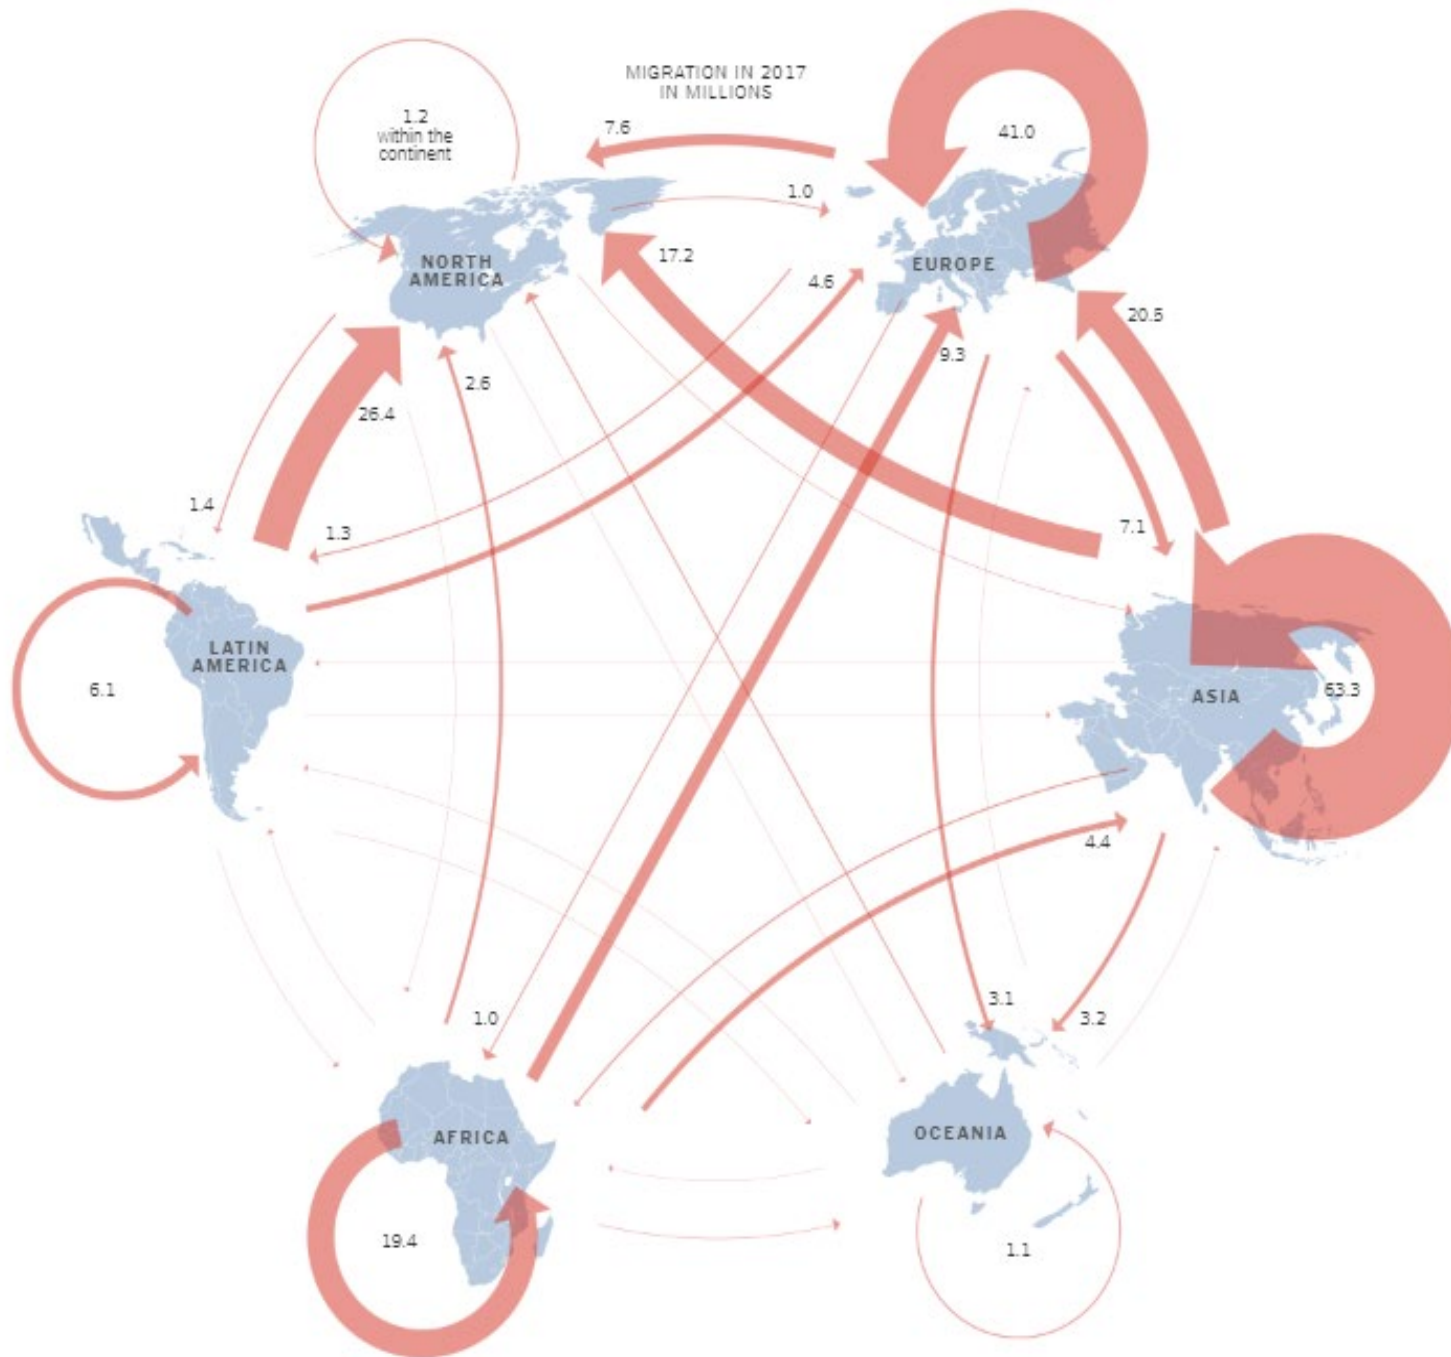 MIGRATION IN 2017
IN MILLIONS
1.2
within the
continent
7.6
41.0
1.0
NORTH
AMERICA
17.2
4.6
EUROPE
20.5
9.3
2.6
26.4
1.4
1.3
7.1
LATIN
AMERICA
6.1
ASIA
63.3
4.4
1.0
3.1
3.2
AFRICA
OCEANIA
19.4
1.1